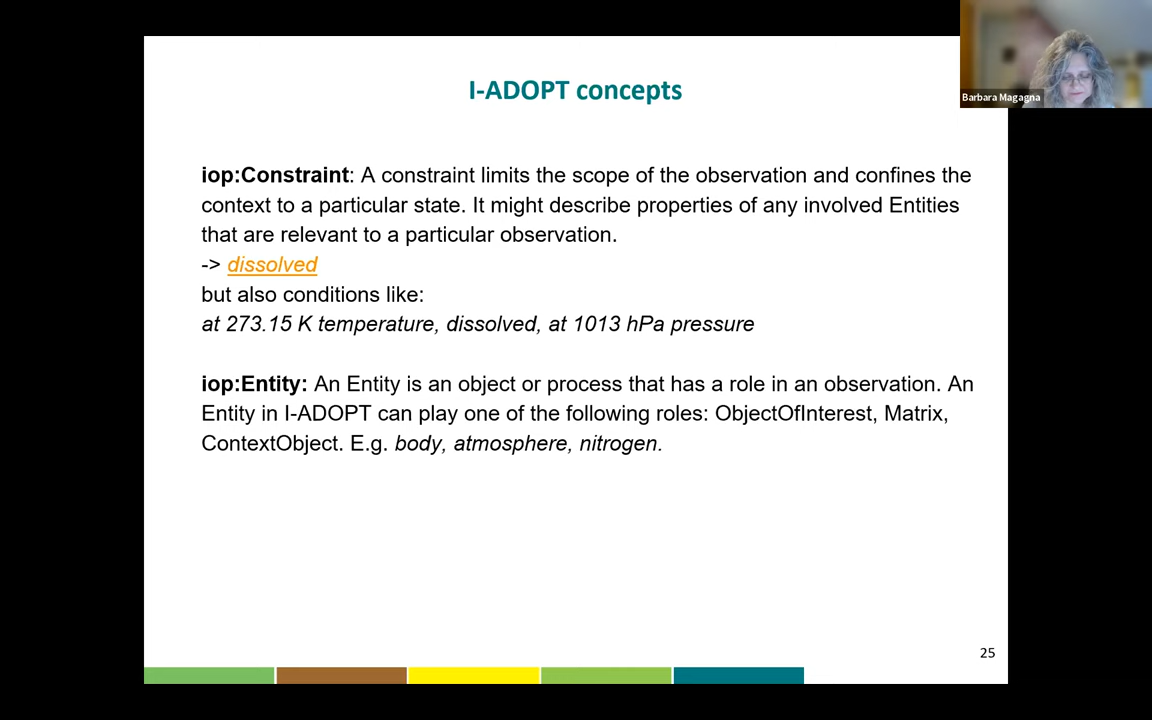 I-ADOPT concepts
Barbara Magagna
iop:Constraint: A constraint limits the scope of the observation and confines the
context to a particular state. It might describe properties of any involved Entities
that are relevant to a particular observation.
-> dissolved
but also conditions like:
at 273.15 K temperature, dissolved, at 1013 hPa pressure
iop:Entity: An Entity is an object or process that has a role in an observation. An
Entity in I-ADOPT can play one of the following roles: ObjectOfInterest, Matrix,
ContextObject. E.g. body, atmosphere, nitrogen.
25